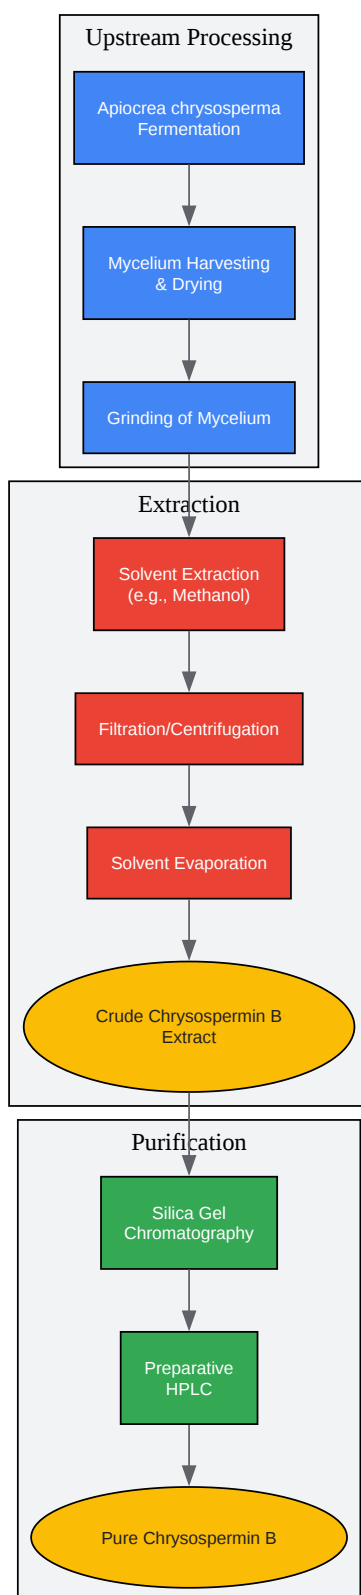 Upstream Processing
Apiocrea chrysosperma
Fermentation
Mycelium Harvesting
& Drying
Grinding of Mycelium
Extraction
Solvent Extraction
(e.g., Methanol)
Filtration/Centrifugation
Solvent Evaporation
Crude Chrysospermin B
Extract
Purification
Silica Gel
Chromatography
Preparative
HPLC
Pure Chrysospermin B